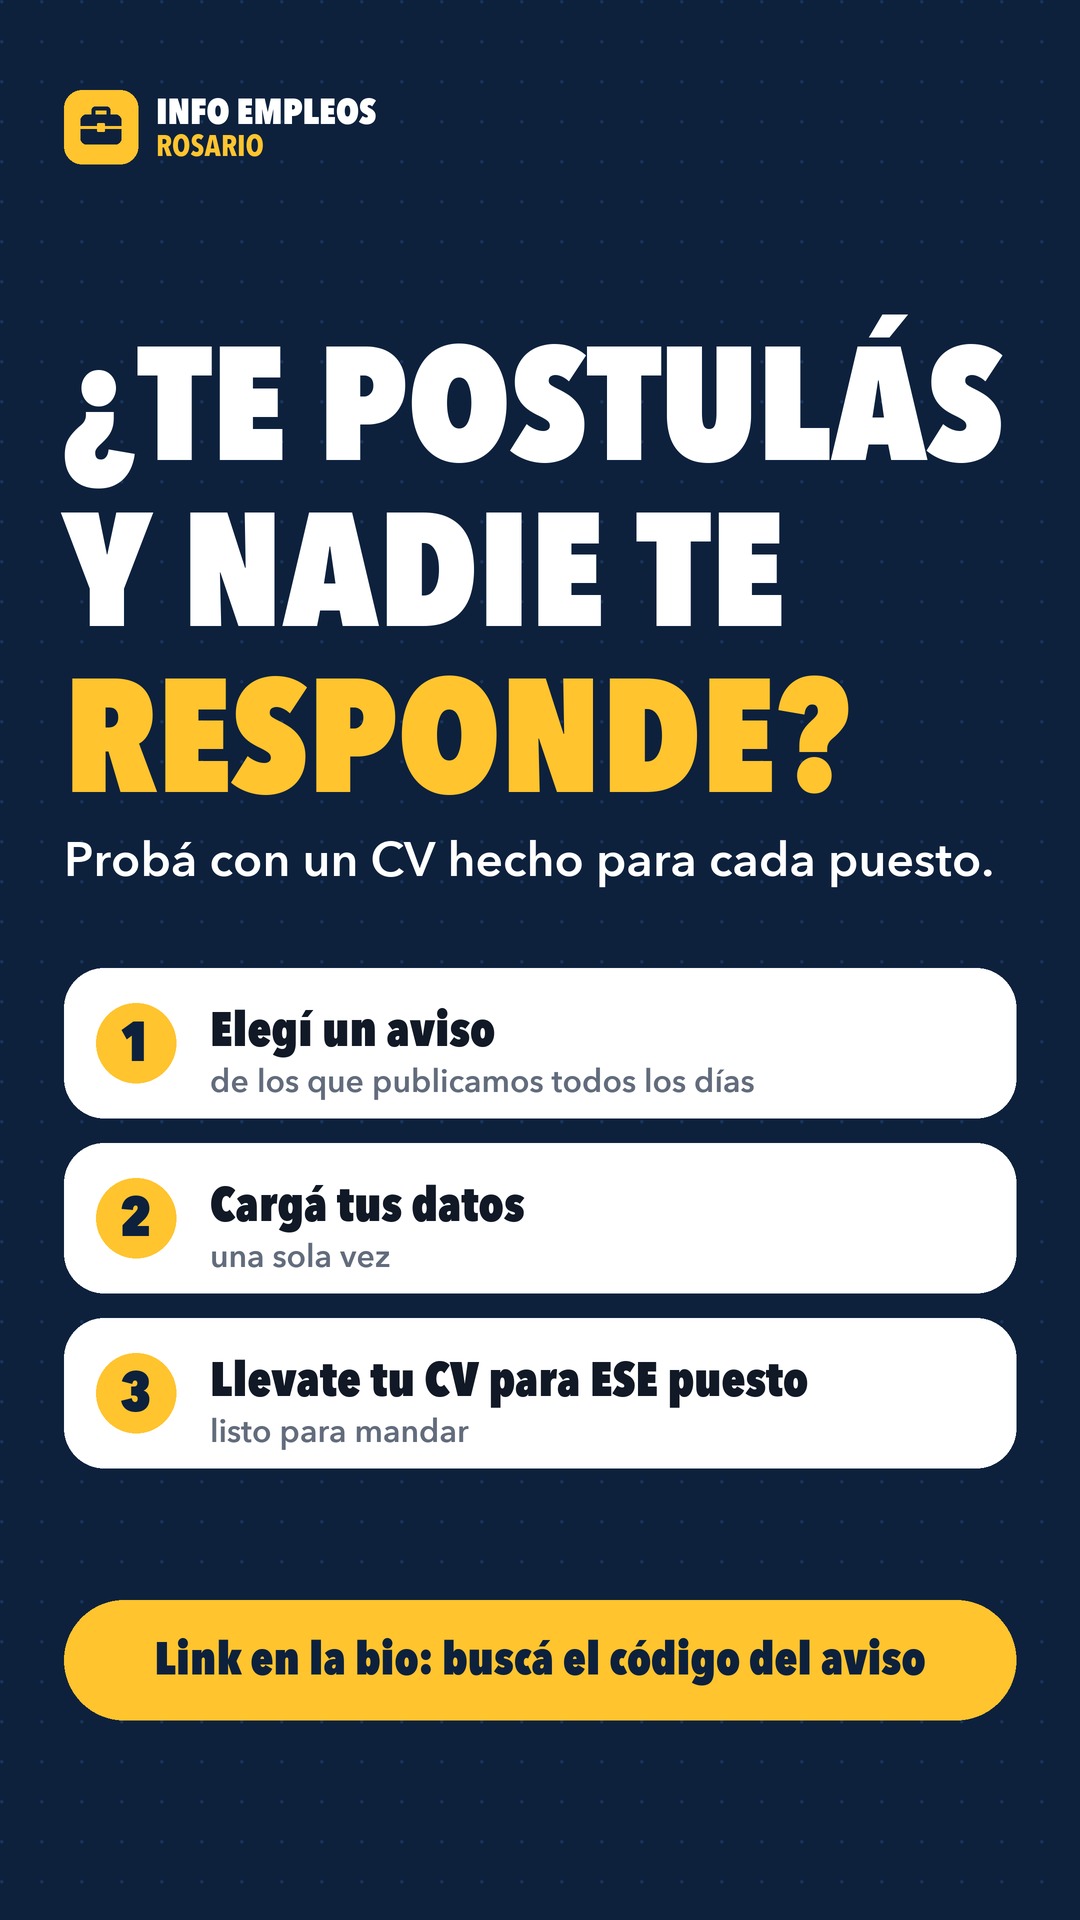 INFO EMPLEOS
ROSARIO
¿TE POSTULÁS
Y NADIE TE
RESPONDE?
Probá con un CV hecho para cada puesto.
1
Elegí un aviso
de los que publicamos todos los días
2
Cargá tus datos
una sola vez
3
Llevate tu CV para ESE puesto
listo para mandar
Link en la bio: buscá el código del aviso